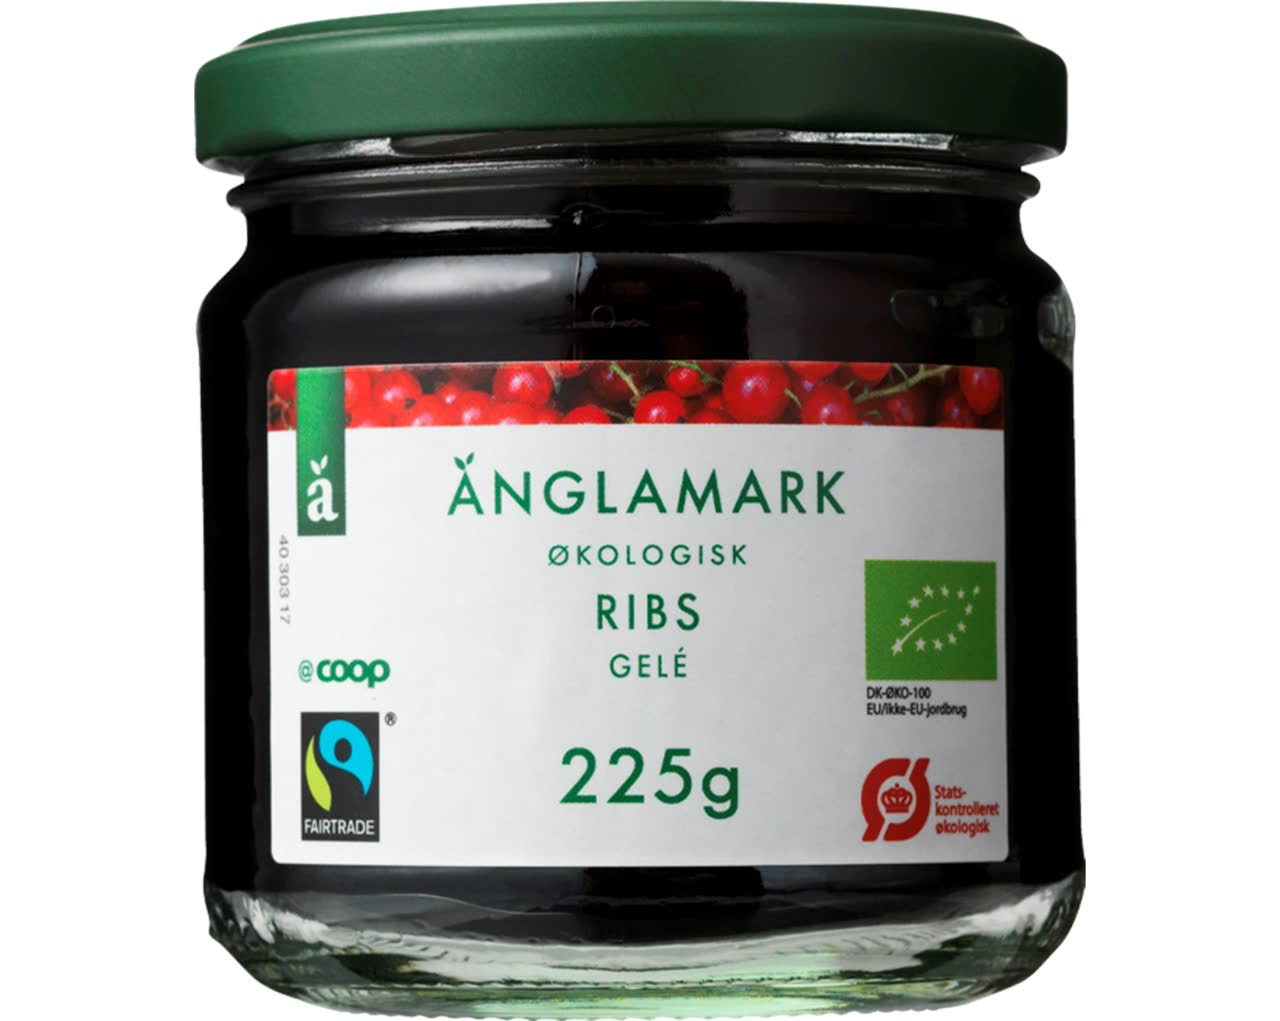 ÄNGLAMARK
ØKOLOGISK
RIBS
GELÉ
225g
å
40 303 17
@ coop
®
FAIRTRADE
DK-ØKO-100
EU/ikke-EU-jordbrug
Ø
Stats-
kontrolleret
økologisk